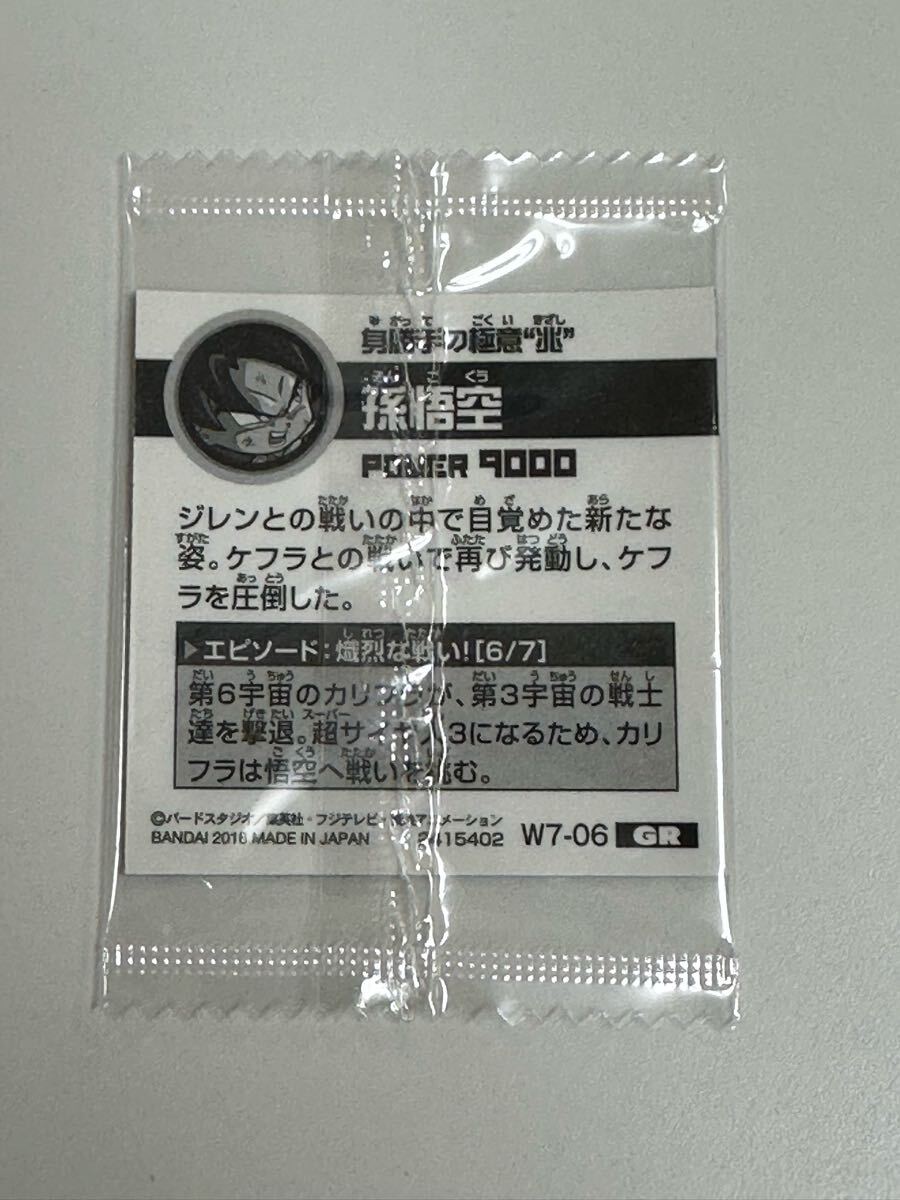 身勝手の極意“兆”
孫悟空
POWER 9000
ジレンとの戦いの中で目覚めた新たな
姿。ケフラとの戦いで再び発動し、ケフ
ラを圧倒した。
▶エピソード:熾烈な戦い![6/7]
第6宇宙のカリフラが、第3宇宙の戦士
達を撃退。超サイヤ人3になるため、カリ
フラは悟空へ戦いを挑む。
©バードスタジオ/集英社・フジテレビ・東映アニメーション
BANDAI 2018 MADE IN JAPAN 2415402 W7-06 GR